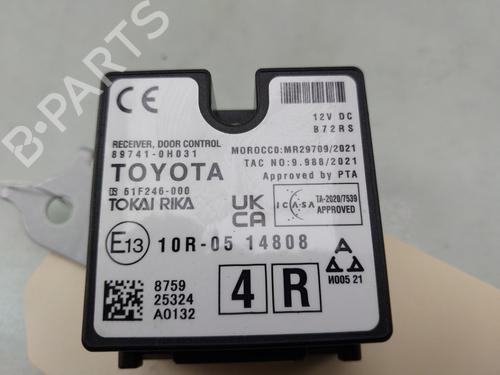 CE
12V DC
B72RS
RECEIVER, DOOR CONTROL
89741-0H031
MOROCCO:MR29709/2021
TAC NO:9.988/2021
Approved by PTA
TOYOTA
61F246-000
TOKAI RIKA
UK
CA
ICASA
TA-2020/7539
APPROVED
E13
10R-05 14808
A
И005 21
8759
25324
A0132
4 R
B-PARTS